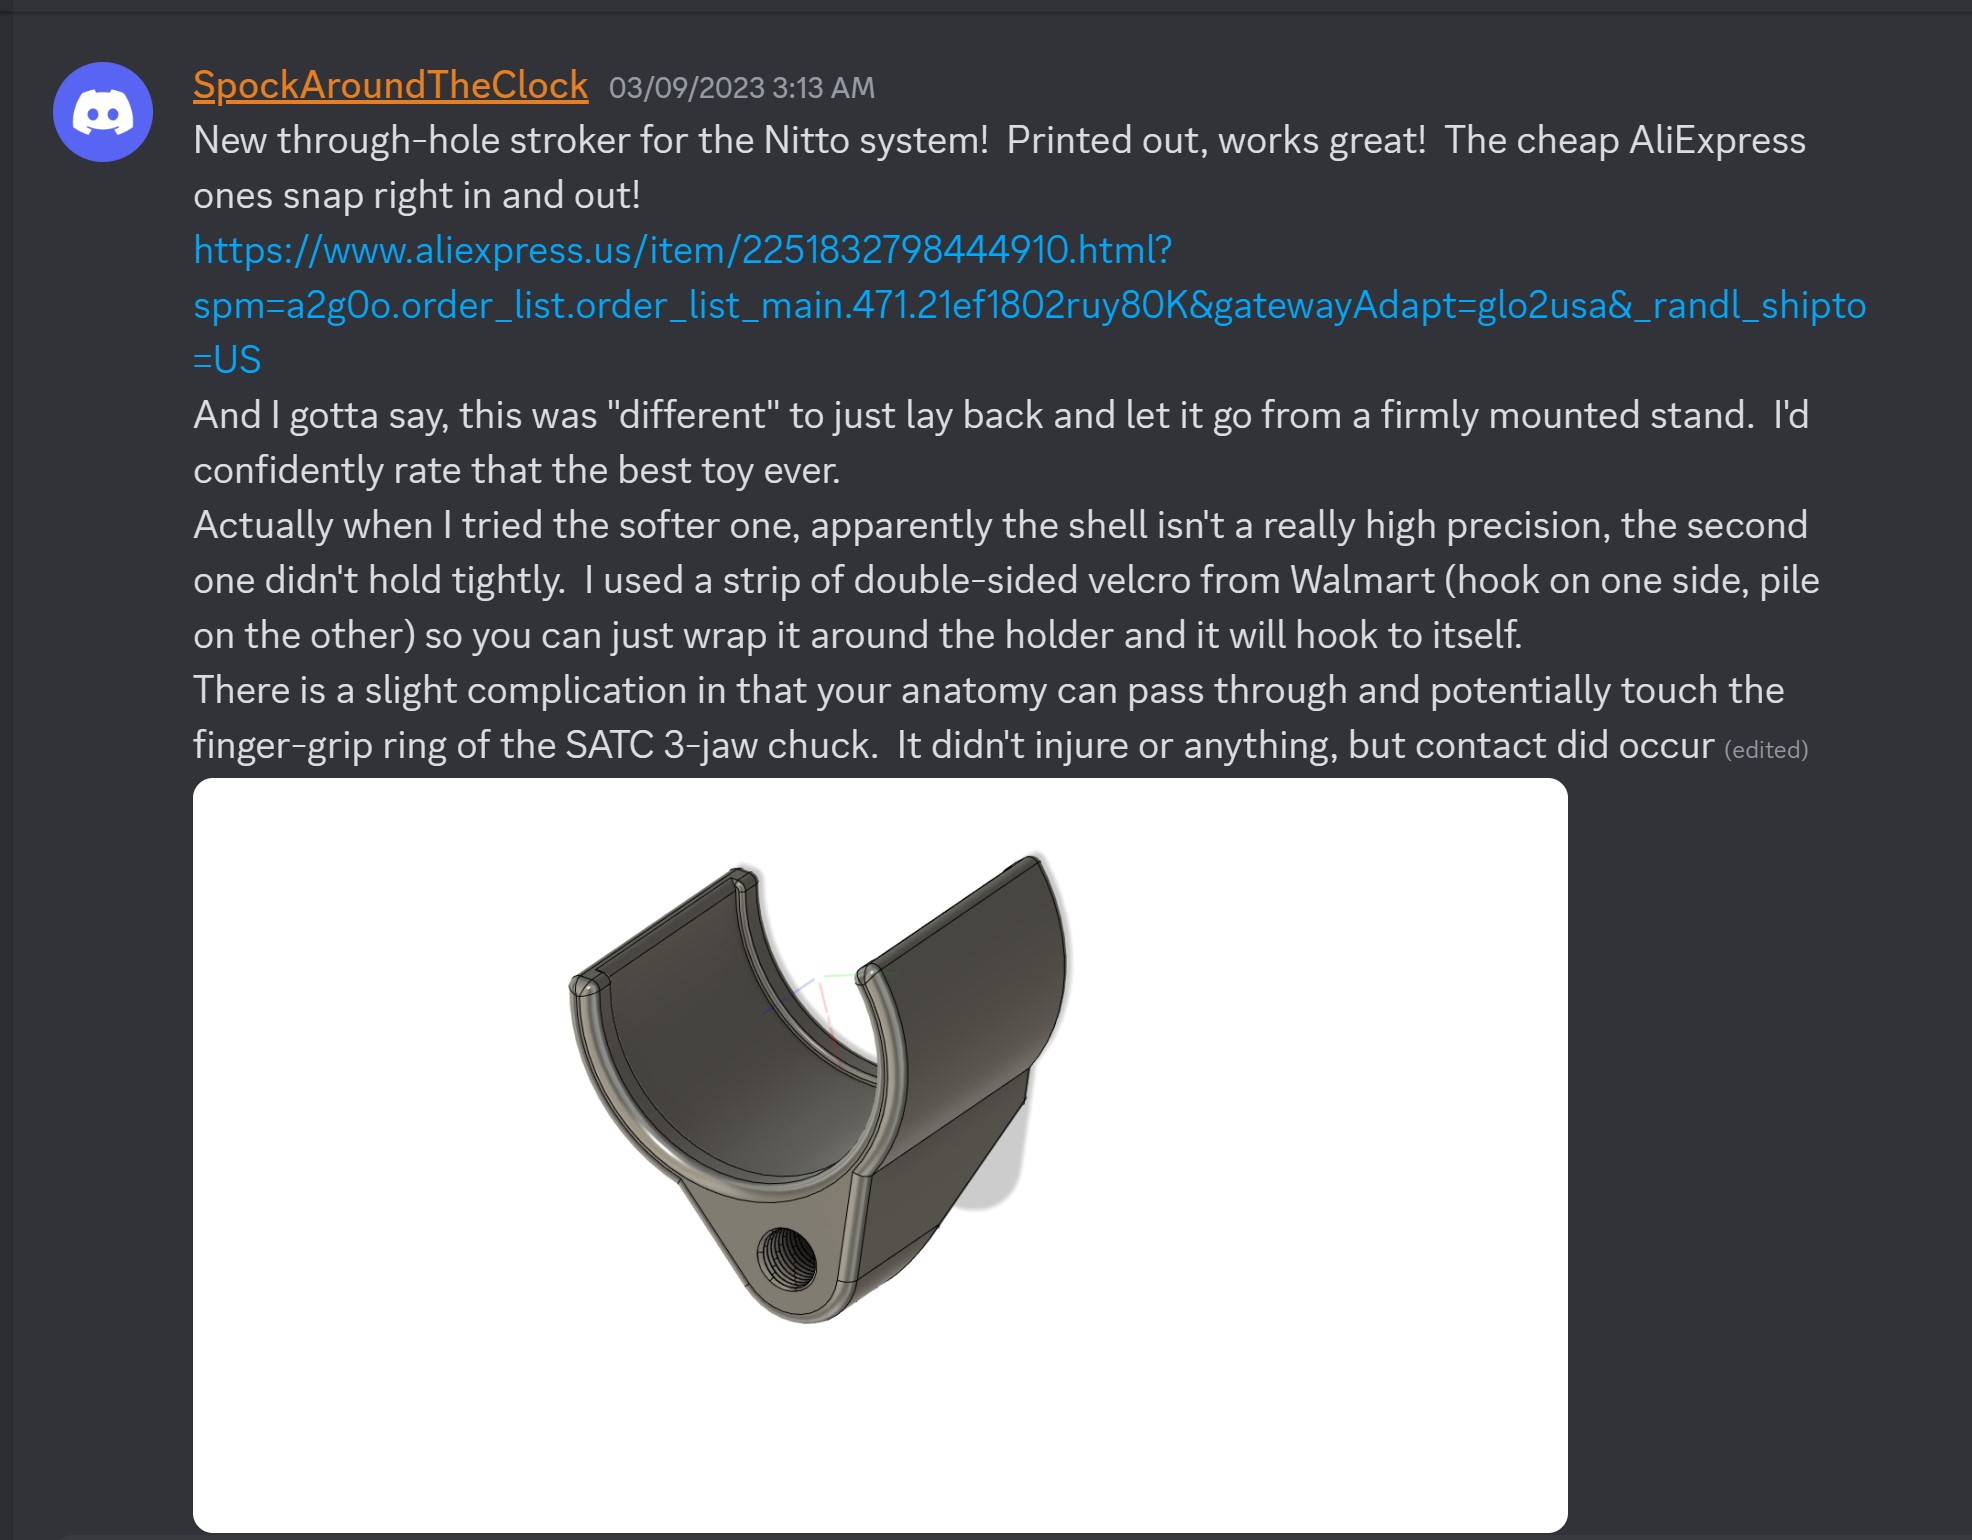 SpockAroundTheClock 03/09/2023 3:13 AM
New through-hole stroker for the Nitto system!  Printed out, works great!  The cheap AliExpress
ones snap right in and out!
https://www.aliexpress.us/item/2251832798444910.html?
spm=a2g0o.order_list.order_list_main.471.21ef1802ruy80K&gatewayAdapt=glo2usa&_randl_shipto
=US
And I gotta say, this was "different" to just lay back and let it go from a firmly mounted stand.  I'd
confidently rate that the best toy ever.
Actually when I tried the softer one, apparently the shell isn't a really high precision, the second
one didn't hold tightly.  I used a strip of double-sided velcro from Walmart (hook on one side, pile
on the other) so you can just wrap it around the holder and it will hook to itself.
There is a slight complication in that your anatomy can pass through and potentially touch the
finger-grip ring of the SATC 3-jaw chuck.  It didn't injure or anything, but contact did occur (edited)